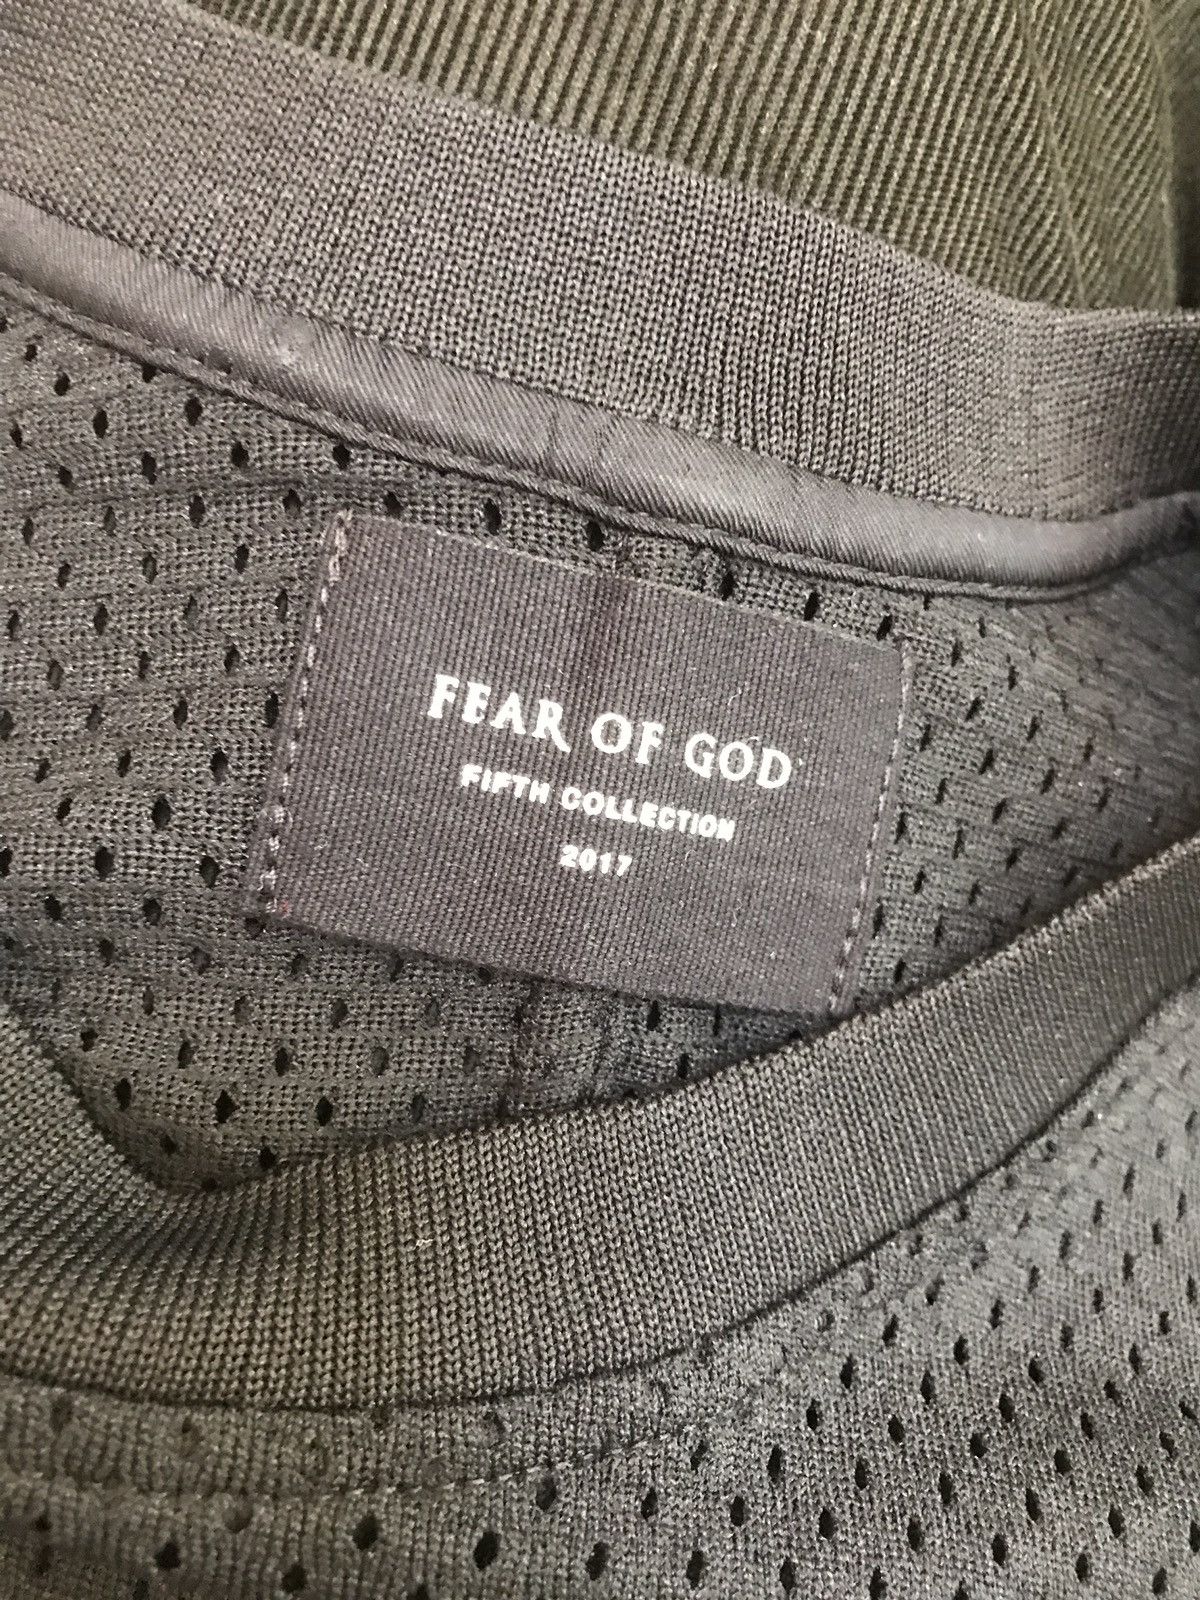 FEAR OF GOD
FIFTH COLLECTION
2017